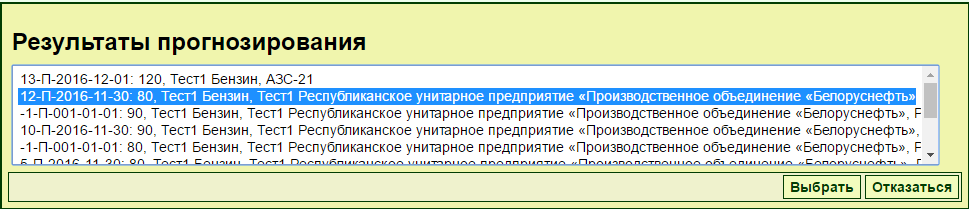 Результаты прогнозирования
13-П-2016-12-01: 120, Тест1 Бензин, АЗС-21
12-П-2016-11-30: 80, Тест1 Бензин, Тест1 Республиканское унитарное предприятие «Производственное объединение «Белоруснефть»
-1-П-001-01-01: 90, Тест1 Бензин, Тест1 Республиканское унитарное предприятие «Производственное объединение «Белоруснефть», Р
10-П-2016-11-30: 90, Тест1 Бензин, Тест1 Республиканское унитарное предприятие «Производственное объединение «Белоруснефть»,
-1-П-001-01-01: 80, Тест1 Бензин, Тест1 Республиканское унитарное предприятие «Производственное объединение «Белоруснефть», Р
5-П-2016-11-30: 80, Тест1 Бензин, Тест1 Республиканское унитарное предприятие «Производственное объединение «Белоруснефть»,
Выбрать Отказаться